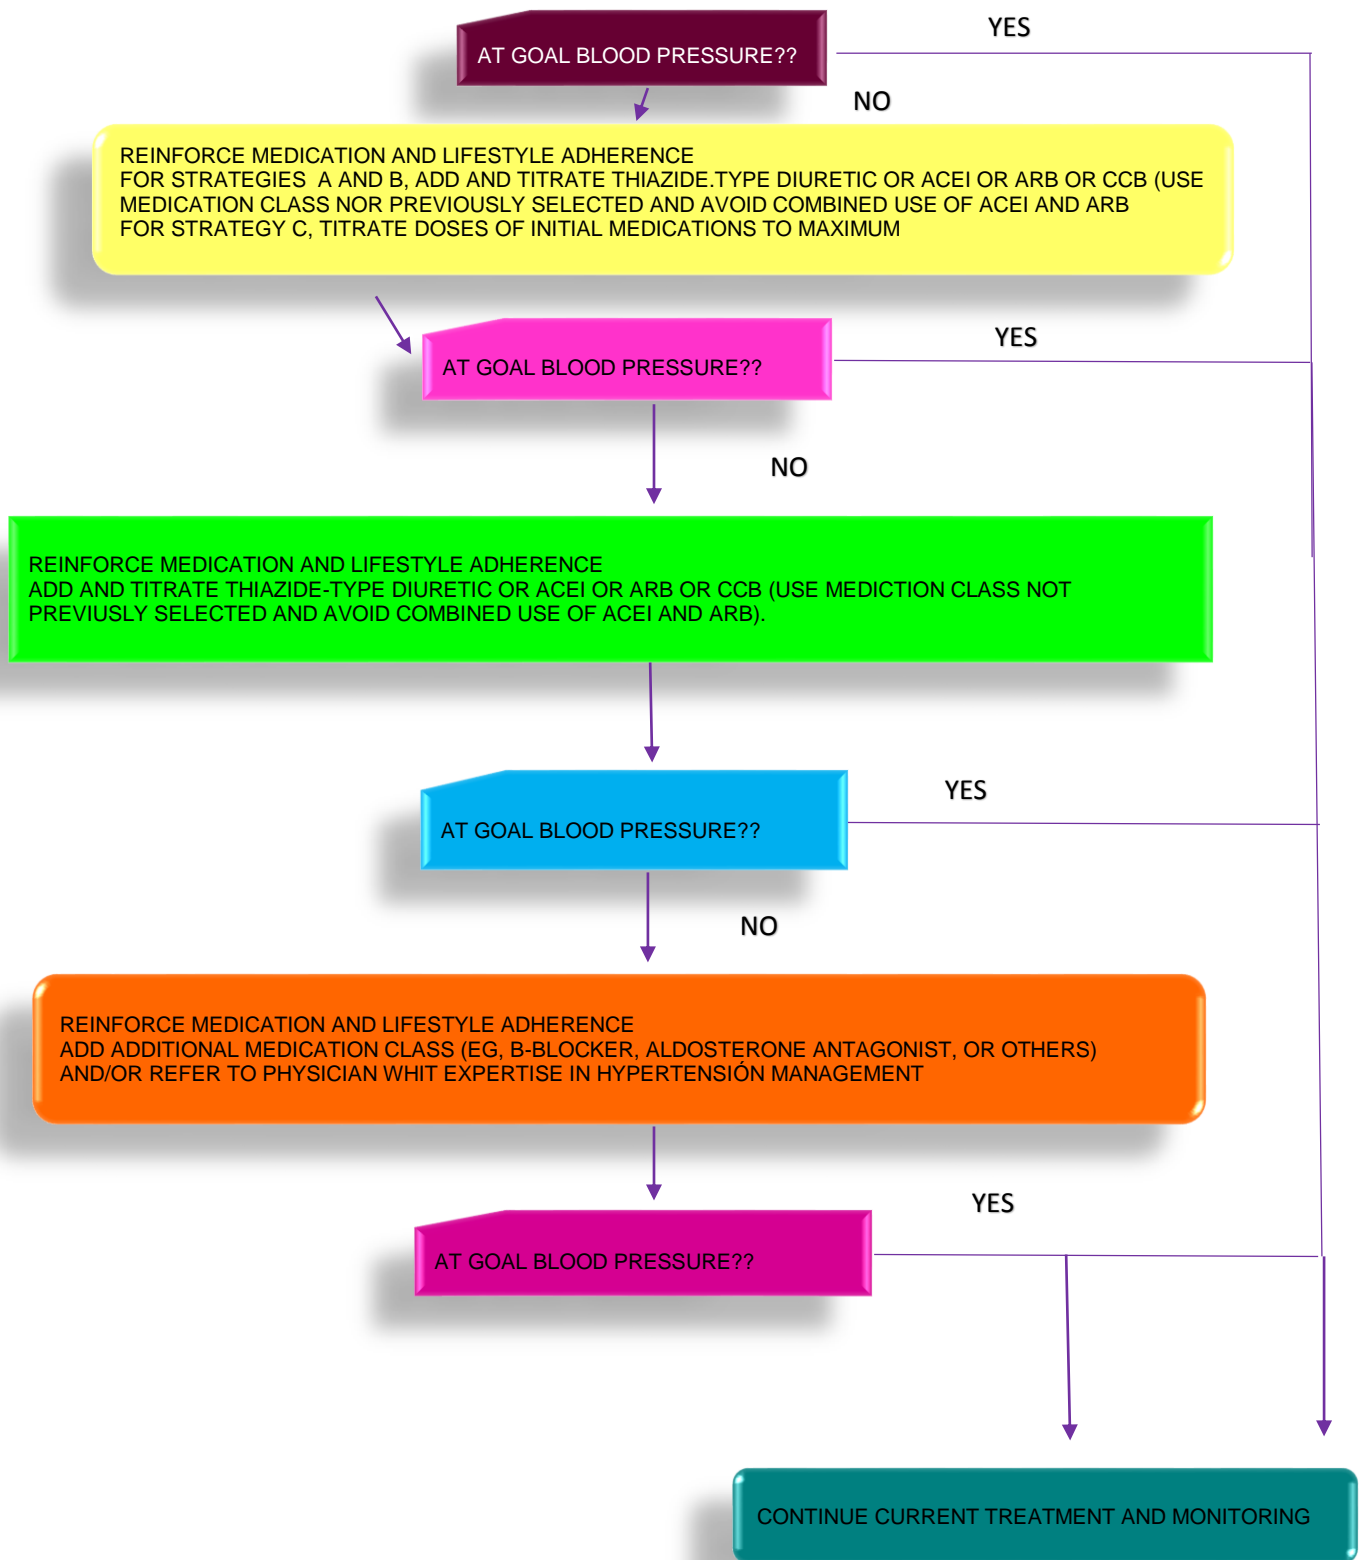 YES
AT GOAL BLOOD PRESSURE??
NO
REINFORCE MEDICATION AND LIFESTYLE ADHERENCE
FOR STRATEGIES  A AND B, ADD AND TITRATE THIAZIDE.TYPE DIURETIC OR ACEI OR ARB OR CCB (USE
MEDICATION CLASS NOR PREVIOUSLY SELECTED AND AVOID COMBINED USE OF ACEI AND ARB
FOR STRATEGY C, TITRATE DOSES OF INITIAL MEDICATIONS TO MAXIMUM
YES
AT GOAL BLOOD PRESSURE??
NO
REINFORCE MEDICATION AND LIFESTYLE ADHERENCE
ADD AND TITRATE THIAZIDE-TYPE DIURETIC OR ACEI OR ARB OR CCB (USE MEDICTION CLASS NOT
PREVIUSLY SELECTED AND AVOID COMBINED USE OF ACEI AND ARB).
YES
AT GOAL BLOOD PRESSURE??
NO
REINFORCE MEDICATION AND LIFESTYLE ADHERENCE
ADD ADDITIONAL MEDICATION CLASS (EG, B-BLOCKER, ALDOSTERONE ANTAGONIST, OR OTHERS)
AND/OR REFER TO PHYSICIAN WHIT EXPERTISE IN HYPERTENSIÓN MANAGEMENT
YES
AT GOAL BLOOD PRESSURE??
CONTINUE CURRENT TREATMENT AND MONITORING